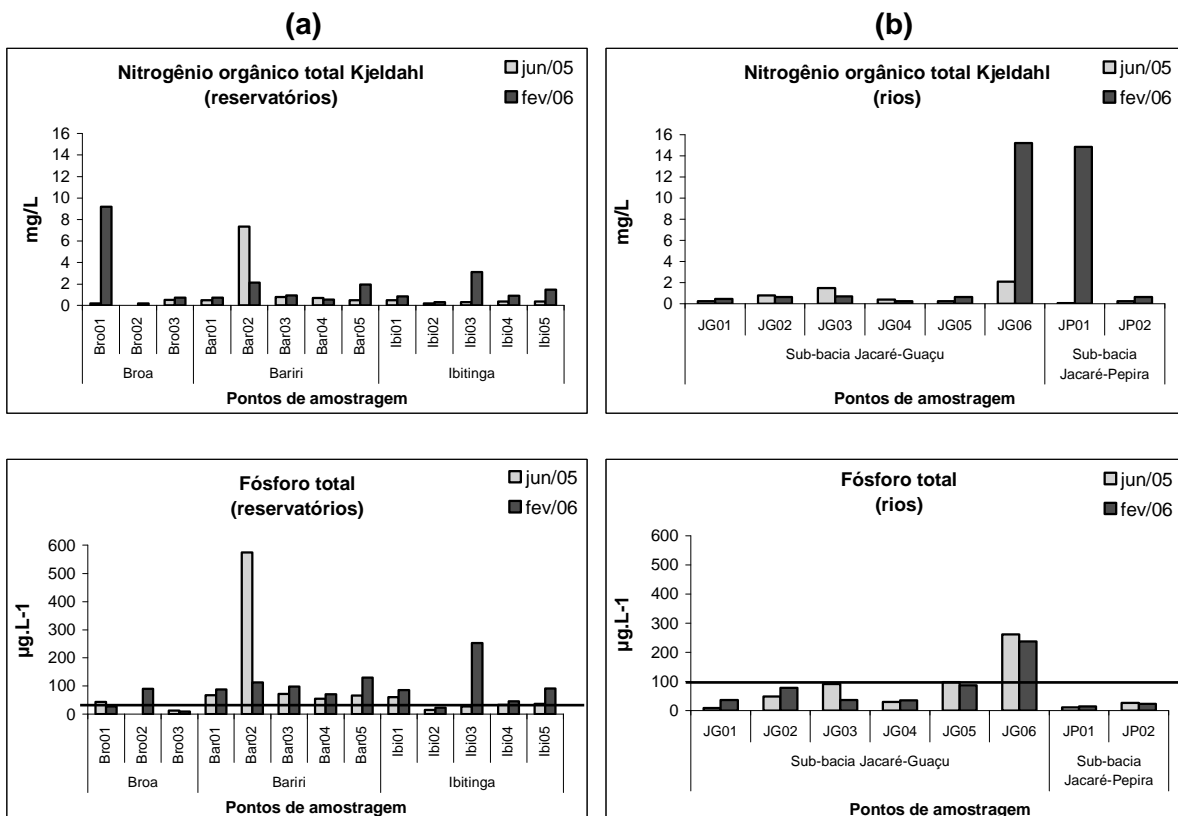 (a)
Nitrogênio orgânico total Kjeldahl
(reservatórios)
jun/05
fev/06
mg/L
16
14
12
10
8
6
4
2
0
Bro01
Bro02
Bro03
Bar01
Bar02
Bar03
Bar04
Bar05
Ibi01
Ibi02
Ibi03
Ibi04
Ibi05
Broa
Bariri
Ibitinga
Pontos de amostragem
(b)
Nitrogênio orgânico total Kjeldahl
(rios)
jun/05
fev/06
mg/L
16
14
12
10
8
6
4
2
0
JG01
JG02
JG03
JG04
JG05
JG06
JP01
JP02
Sub-bacia Jacaré-Guaçu
Sub-bacia
Jacaré-Pepira
Pontos de amostragem
Fósforo total
(reservatórios)
jun/05
fev/06
µg.L-1
600
500
400
300
200
100
0
Bro01
Bro02
Bro03
Bar01
Bar02
Bar03
Bar04
Bar05
Ibi01
Ibi02
Ibi03
Ibi04
Ibi05
Broa
Bariri
Ibitinga
Pontos de amostragem
Fósforo total
(rios)
jun/05
fev/06
µg.L-1
600
500
400
300
200
100
0
JG01
JG02
JG03
JG04
JG05
JG06
JP01
JP02
Sub-bacia Jacaré-Guaçu
Sub-bacia
Jacaré-Pepira
Pontos de amostragem